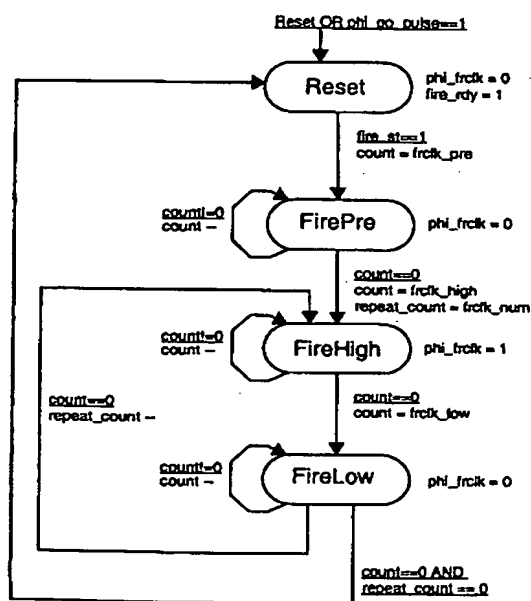 Reset OR phi_go_pulse==1
Reset
phi_frclk = 0
fire_rdy = 1
fire_st==1
count = frclk_pre
count!=0
count --
FirePre
phi_frclk = 0
count==0
count = frclk_high
repeat_count = frclk_num
count!=0
count --
FireHigh
phi_frclk = 1
count==0
repeat_count --
count==0
count = frclk_low
count!=0
count --
FireLow
phi_frclk = 0
count==0 AND
repeat_count == 0